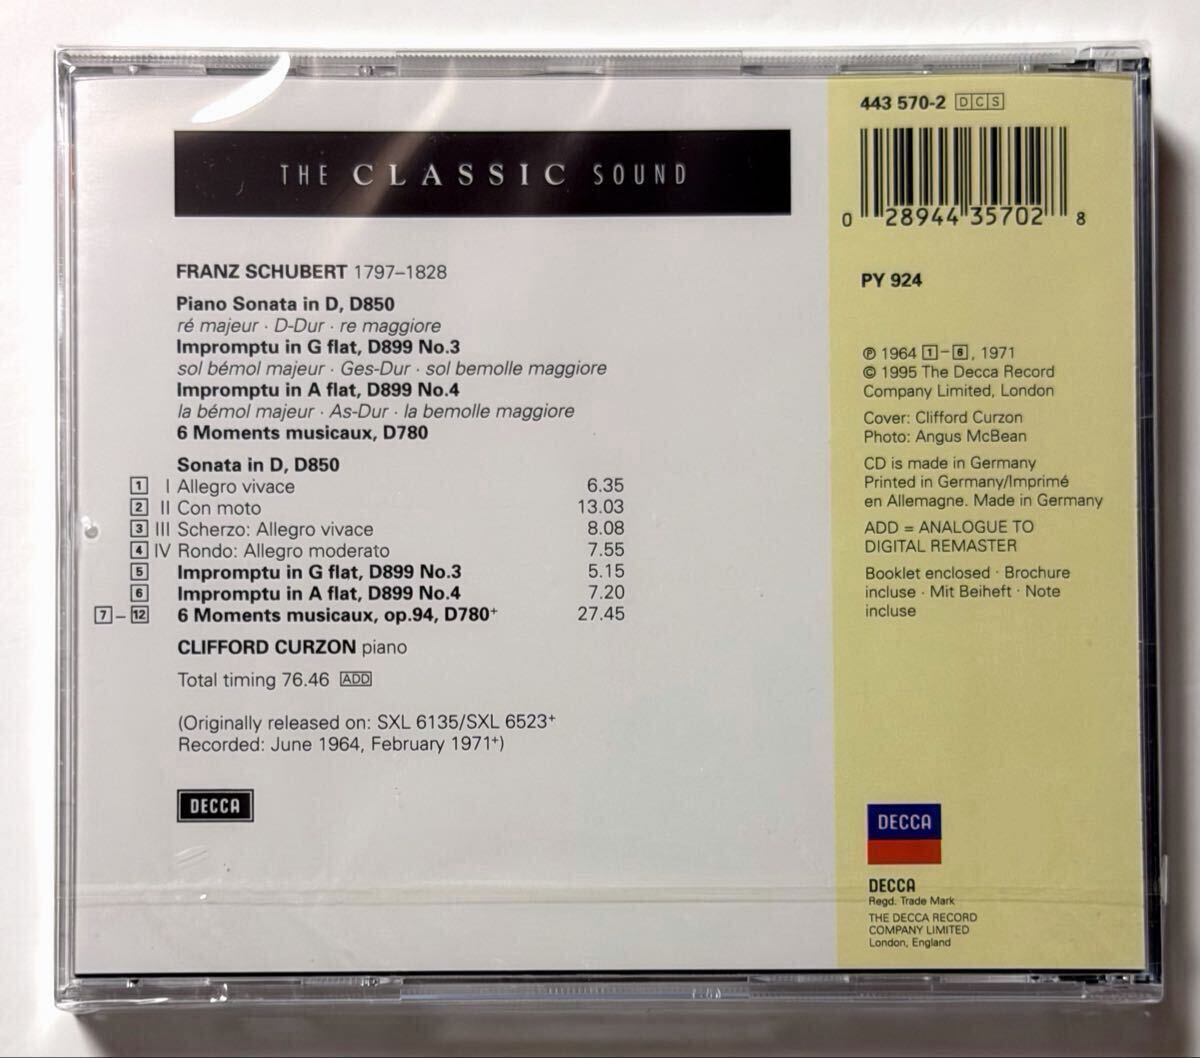 THE CLASSIC SOUND
FRANZ SCHUBERT 1797–1828
Piano Sonata in D, D850
ré majeur · D-Dur · re maggiore
Impromptu in G flat, D899 No.3
sol bémol majeur · Ges-Dur · sol bemolle maggiore
Impromptu in A flat, D899 No.4
la bémol majeur · As-Dur · la bemolle maggiore
6 Moments musicaux, D780
Sonata in D, D850
1 I Allegro vivace 6.35
2 II Con moto 13.03
3 III Scherzo: Allegro vivace 8.08
4 IV Rondo: Allegro moderato 7.55
5 Impromptu in G flat, D899 No.3 5.15
6 Impromptu in A flat, D899 No.4 7.20
7–12 6 Moments musicaux, op.94, D780+ 27.45
CLIFFORD CURZON piano
Total timing 76.46 ADD
(Originally released on: SXL 6135/SXL 6523+
Recorded: June 1964, February 1971+)
DECCA
443 570-2 DCS
0 28944 35702 8
PY 924
℗ 1964 1–6, 1971
© 1995 The Decca Record
Company Limited, London
Cover: Clifford Curzon
Photo: Angus McBean
CD is made in Germany
Printed in Germany/Imprimé
en Allemagne. Made in Germany
ADD = ANALOGUE TO
DIGITAL REMASTER
Booklet enclosed · Brochure
incluse · Mit Beiheft · Note
incluse
DECCA
DECCA
Regd. Trade Mark
THE DECCA RECORD
COMPANY LIMITED
London, England